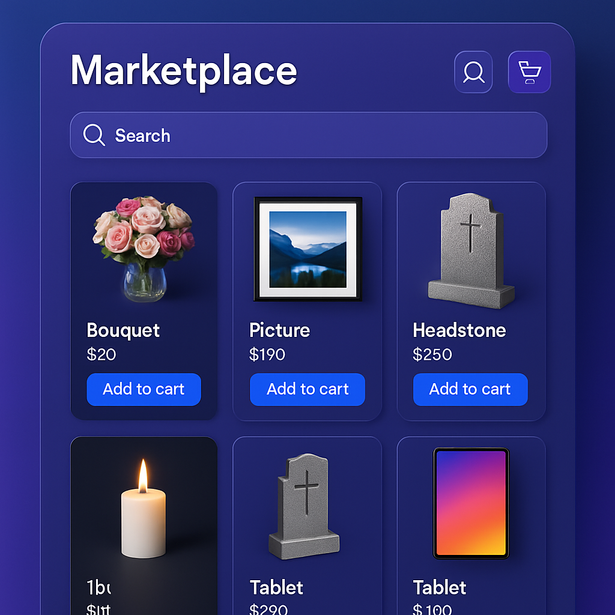 Marketplace
Search
Bouquet
$20
Add to cart
Picture
$190
Add to cart
Headstone
$250
Add to cart
Tablet
$290
Tablet
$100